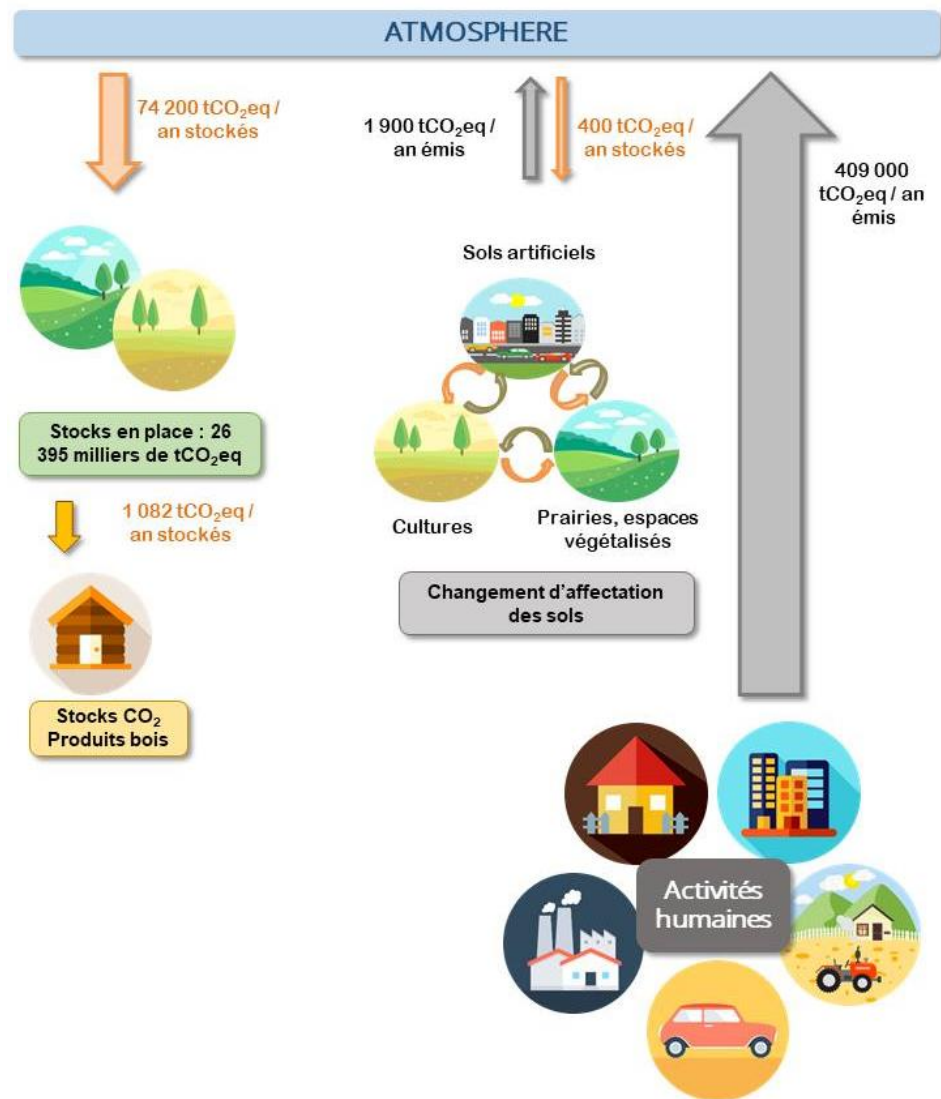 ATMOSPHERE
74 200 tCO₂eq /
an stockés
1 900 tCO₂eq /
an émis
400 tCO₂eq /
an stockés
409 000
tCO₂eq / an
émis
Sols artificiels
Stocks en place : 26
395 milliers de tCO₂eq
Cultures
Prairies, espaces
végétalisés
1 082 tCO₂eq /
an stockés
Changement d’affectation
des sols
Stocks CO₂
Produits bois
Activités
humaines